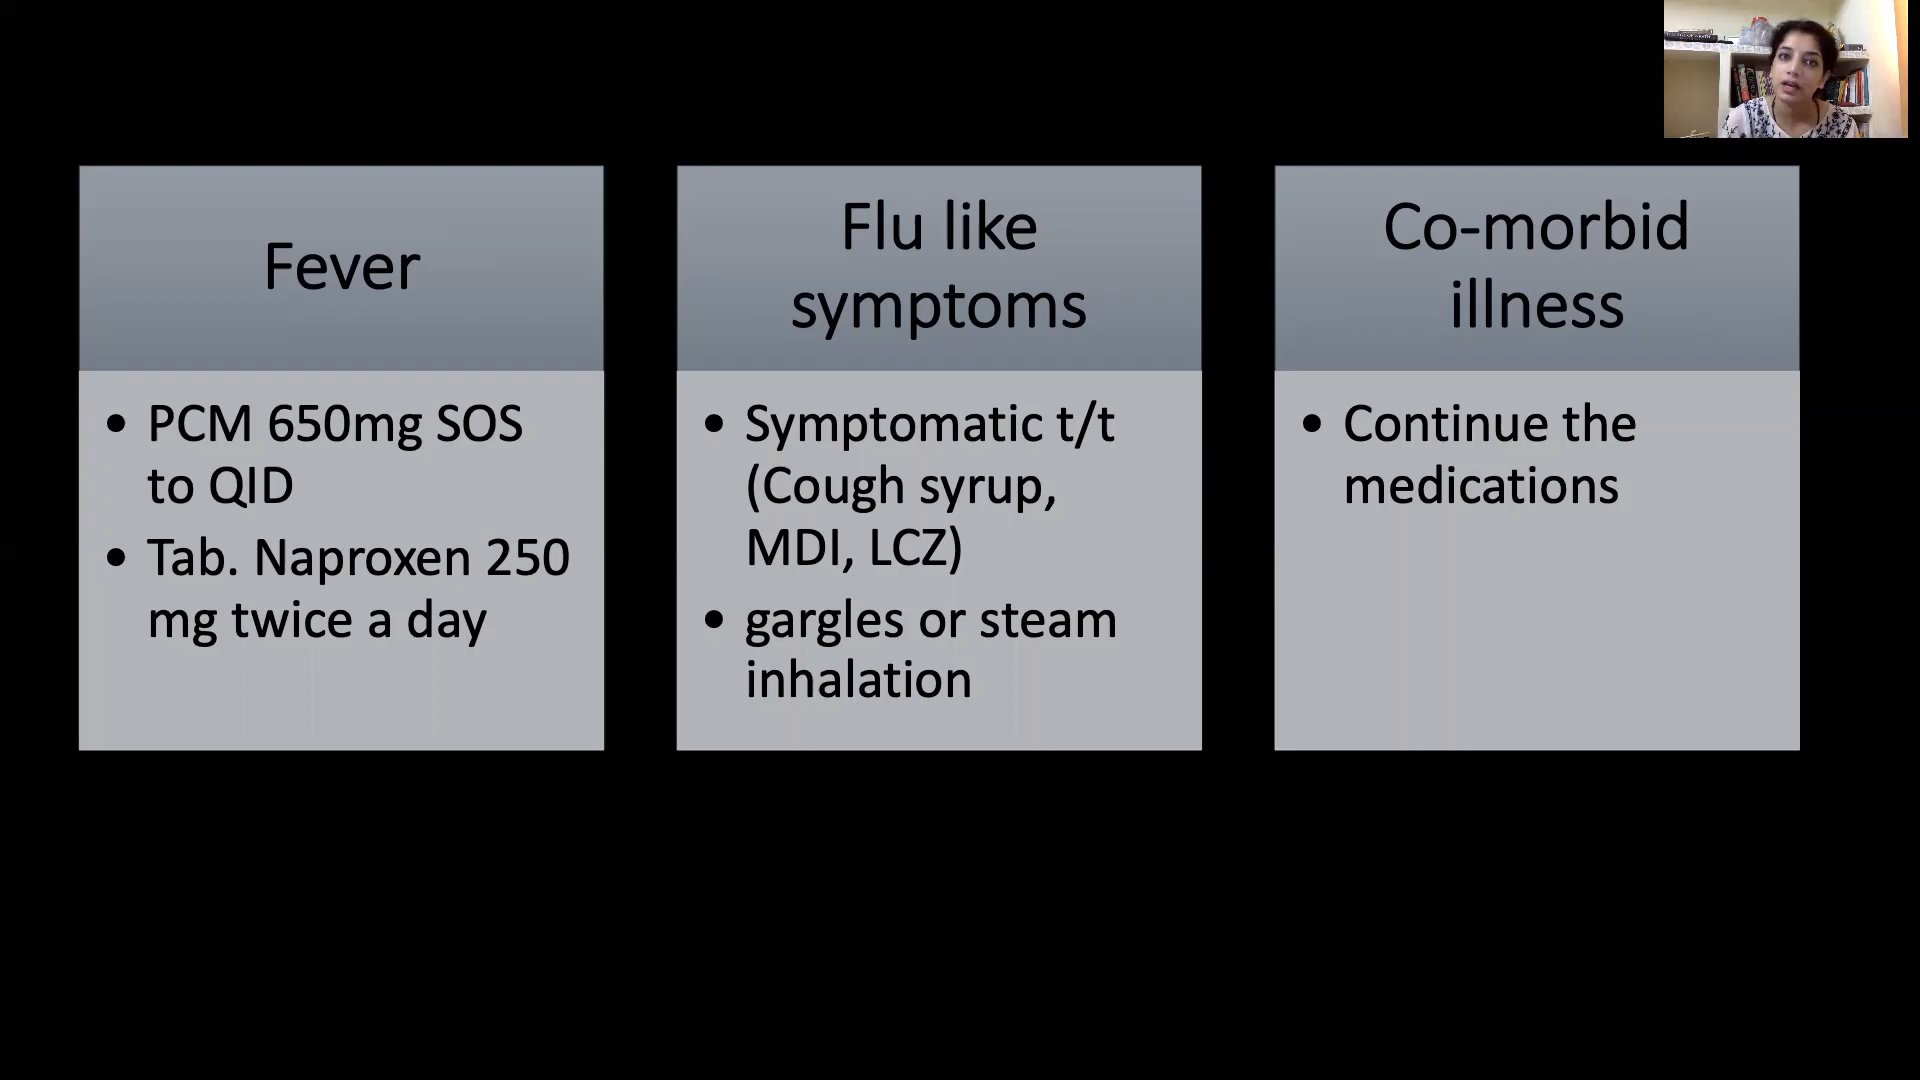 Fever
• PCM 650mg SOS
to QID
• Tab. Naproxen 250
mg twice a day
Flu like
symptoms
• Symptomatic t/t
(Cough syrup,
MDI, LCZ)
• gargles or steam
inhalation
Co-morbid
illness
• Continue the
medications